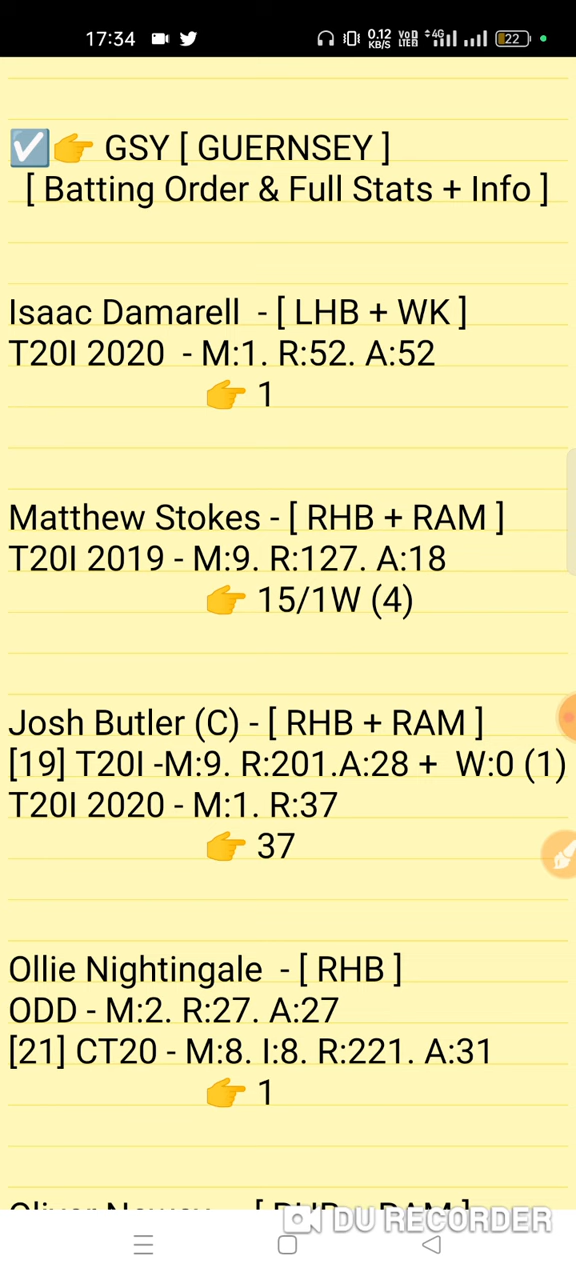 17:34 0.12 KB/S VoD LTE2 4G 22
☑️👉 GSY [ GUERNSEY ]
[ Batting Order & Full Stats + Info ]
Isaac Damarell - [ LHB + WK ]
T20I 2020 - M:1. R:52. A:52
👉 1
Matthew Stokes - [ RHB + RAM ]
T20I 2019 - M:9. R:127. A:18
👉 15/1W (4)
Josh Butler (C) - [ RHB + RAM ]
[19] T20I -M:9. R:201.A:28 + W:0 (1)
T20I 2020 - M:1. R:37
👉 37
Ollie Nightingale - [ RHB ]
ODD - M:2. R:27. A:27
[21] CT20 - M:8. I:8. R:221. A:31
👉 1
DU RECORDER